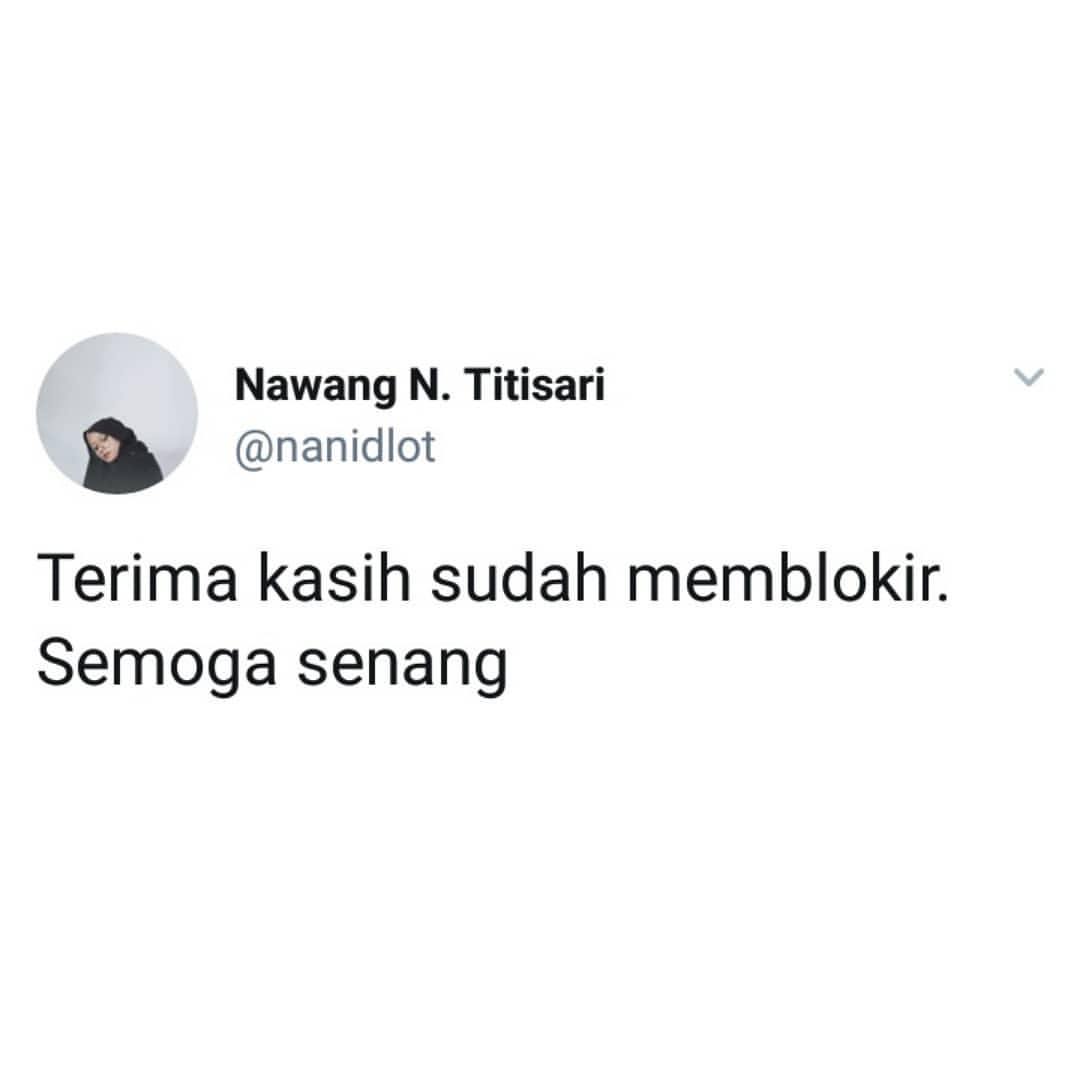 Nawang N. Titisari
@nanidlot
Terima kasih sudah memblokir.
Semoga senang